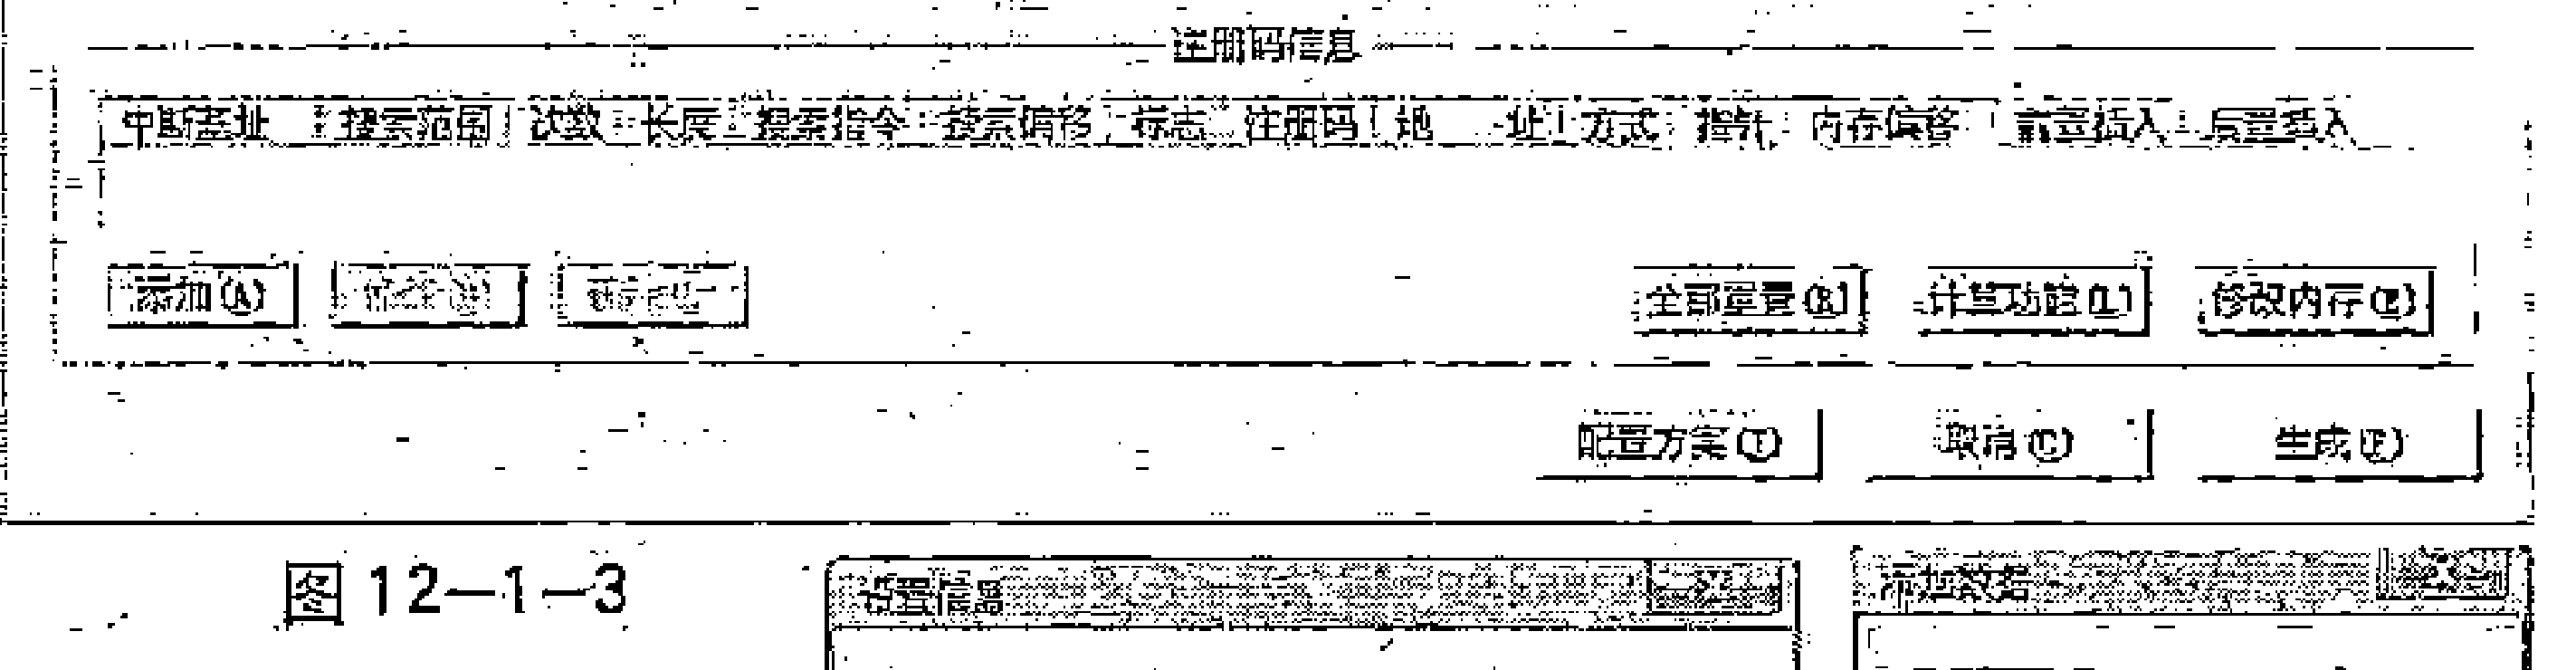 注册码信息
中断基址 搜索范围 次数 长度 搜索指令 搜索偏移 标志 注册码 地 址 方式 指针 内存偏移 前置插入 后置插入
添加(A) 全部重置(R) 计算功能(L) 修改内存(E)
配置方案(T) 取消(C) 生成(F)
图 12-1-3
设置信息 添加数据